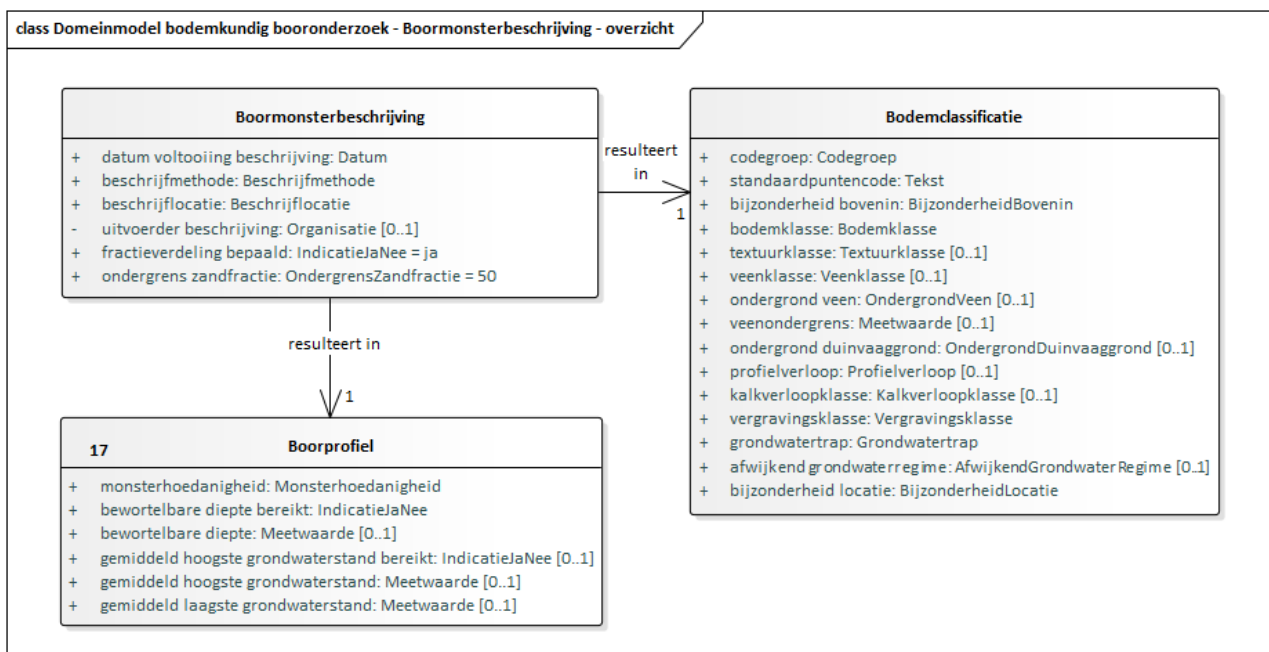 class Domeinmodel bodemkundig booronderzoek - Boormonsterbeschrijving - overzicht
Boormonsterbeschrijving
+ datum voltooiing beschrijving: Datum
+ beschrijfmethode: Beschrijfmethode
+ beschrijflocatie: Beschrijflocatie
- uitvoerder beschrijving: Organisatie [0..1]
+ fractieverdeling bepaald: IndicatieJaNee = ja
+ ondergrens zandfractie: OndergrensZandfractie = 50
resulteert
in
1
Bodemclassificatie
+ codegroep: Codegroep
+ standaardpuntencode: Tekst
+ bijzonderheid bovenin: BijzonderheidBovenin
+ bodemklasse: Bodemklasse
+ textuurklasse: Textuurklasse [0..1]
+ veenklasse: Veenklasse [0..1]
+ ondergrond veen: OndergrondVeen [0..1]
+ veenondergrens: Meetwaarde [0..1]
+ ondergrond duinvaaggrond: OndergrondDuinvaaggrond [0..1]
+ profielverloop: Profielverloop [0..1]
+ kalkverloopklasse: Kalkverloopklasse [0..1]
+ vergravingsklasse: Vergravingsklasse
+ grondwatertrap: Grondwatertrap
+ afwijkend grondwaterregime: AfwijkendGrondwaterRegime [0..1]
+ bijzonderheid locatie: BijzonderheidLocatie
resulteert in
1
17 Boorprofiel
+ monsterhoedanigheid: Monsterhoedanigheid
+ bewortelbare diepte bereikt: IndicatieJaNee
+ bewortelbare diepte: Meetwaarde [0..1]
+ gemiddeld hoogste grondwaterstand bereikt: IndicatieJaNee [0..1]
+ gemiddeld hoogste grondwaterstand: Meetwaarde [0..1]
+ gemiddeld laagste grondwaterstand: Meetwaarde [0..1]